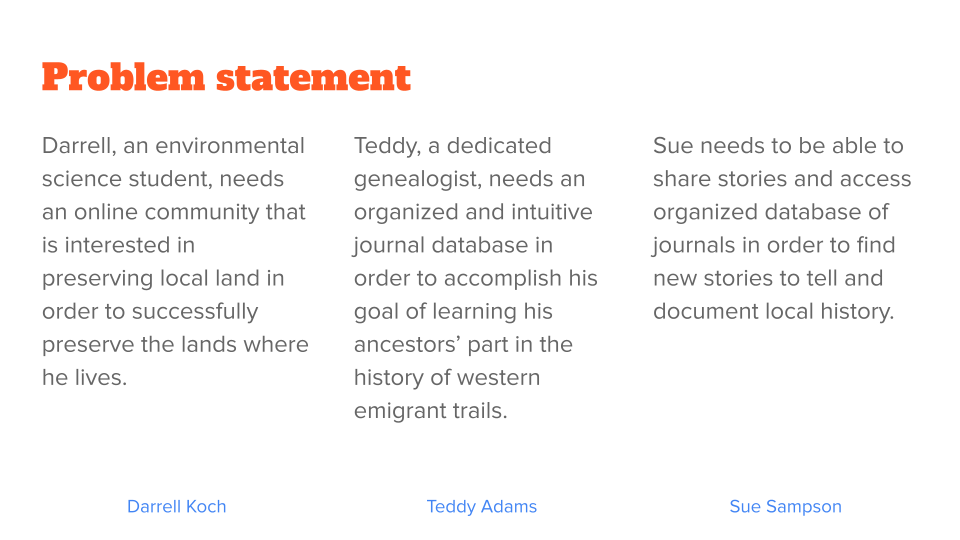 Problem statement
Darrell, an environmental
science student, needs
an online community that
is interested in
preserving local land in
order to successfully
preserve the lands where
he lives.
Teddy, a dedicated
genealogist, needs an
organized and intuitive
journal database in
order to accomplish his
goal of learning his
ancestors’ part in the
history of western
emigrant trails.
Sue needs to be able to
share stories and access
organized database of
journals in order to find
new stories to tell and
document local history.
Darrell Koch
Teddy Adams
Sue Sampson